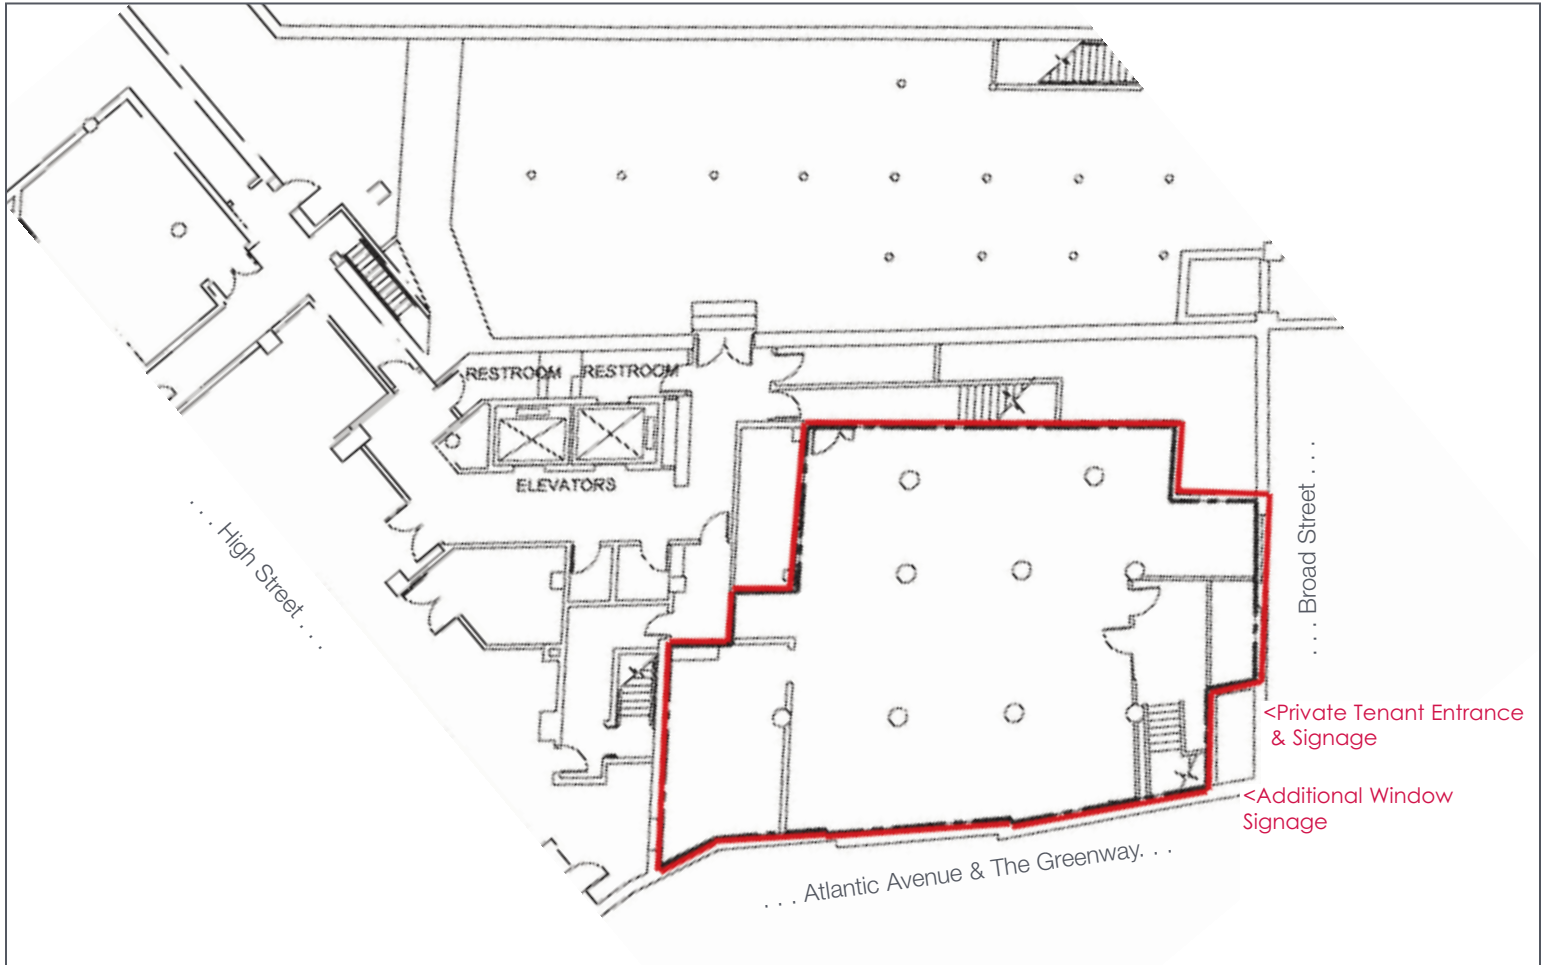 RESTROOM RESTROOM
ELEVATORS
. . . High Street . . .
. . . Broad Street . . .
<Private Tenant Entrance
& Signage
<Additional Window
Signage
. . . Atlantic Avenue & The Greenway. . .